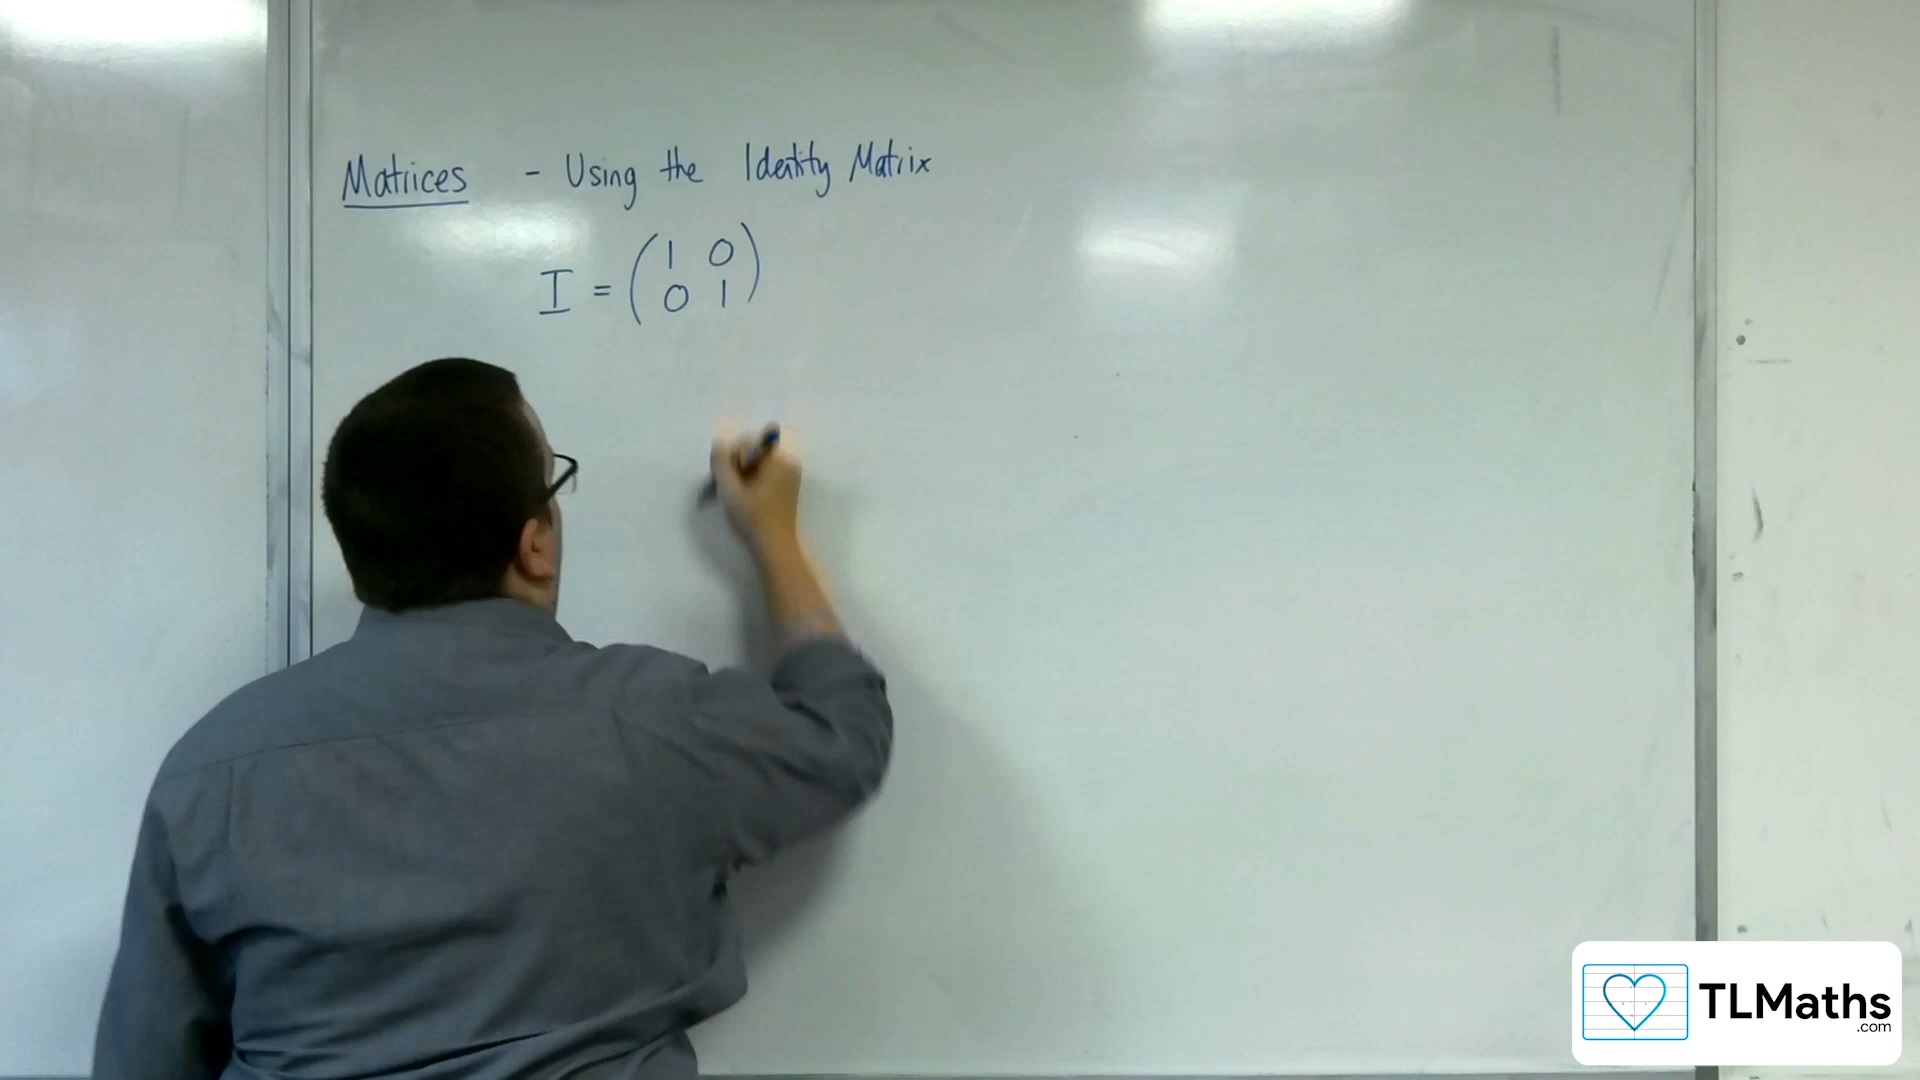 Matrices - Using the Identity Matrix
I = (1 0
0 1)
TLMaths
.com